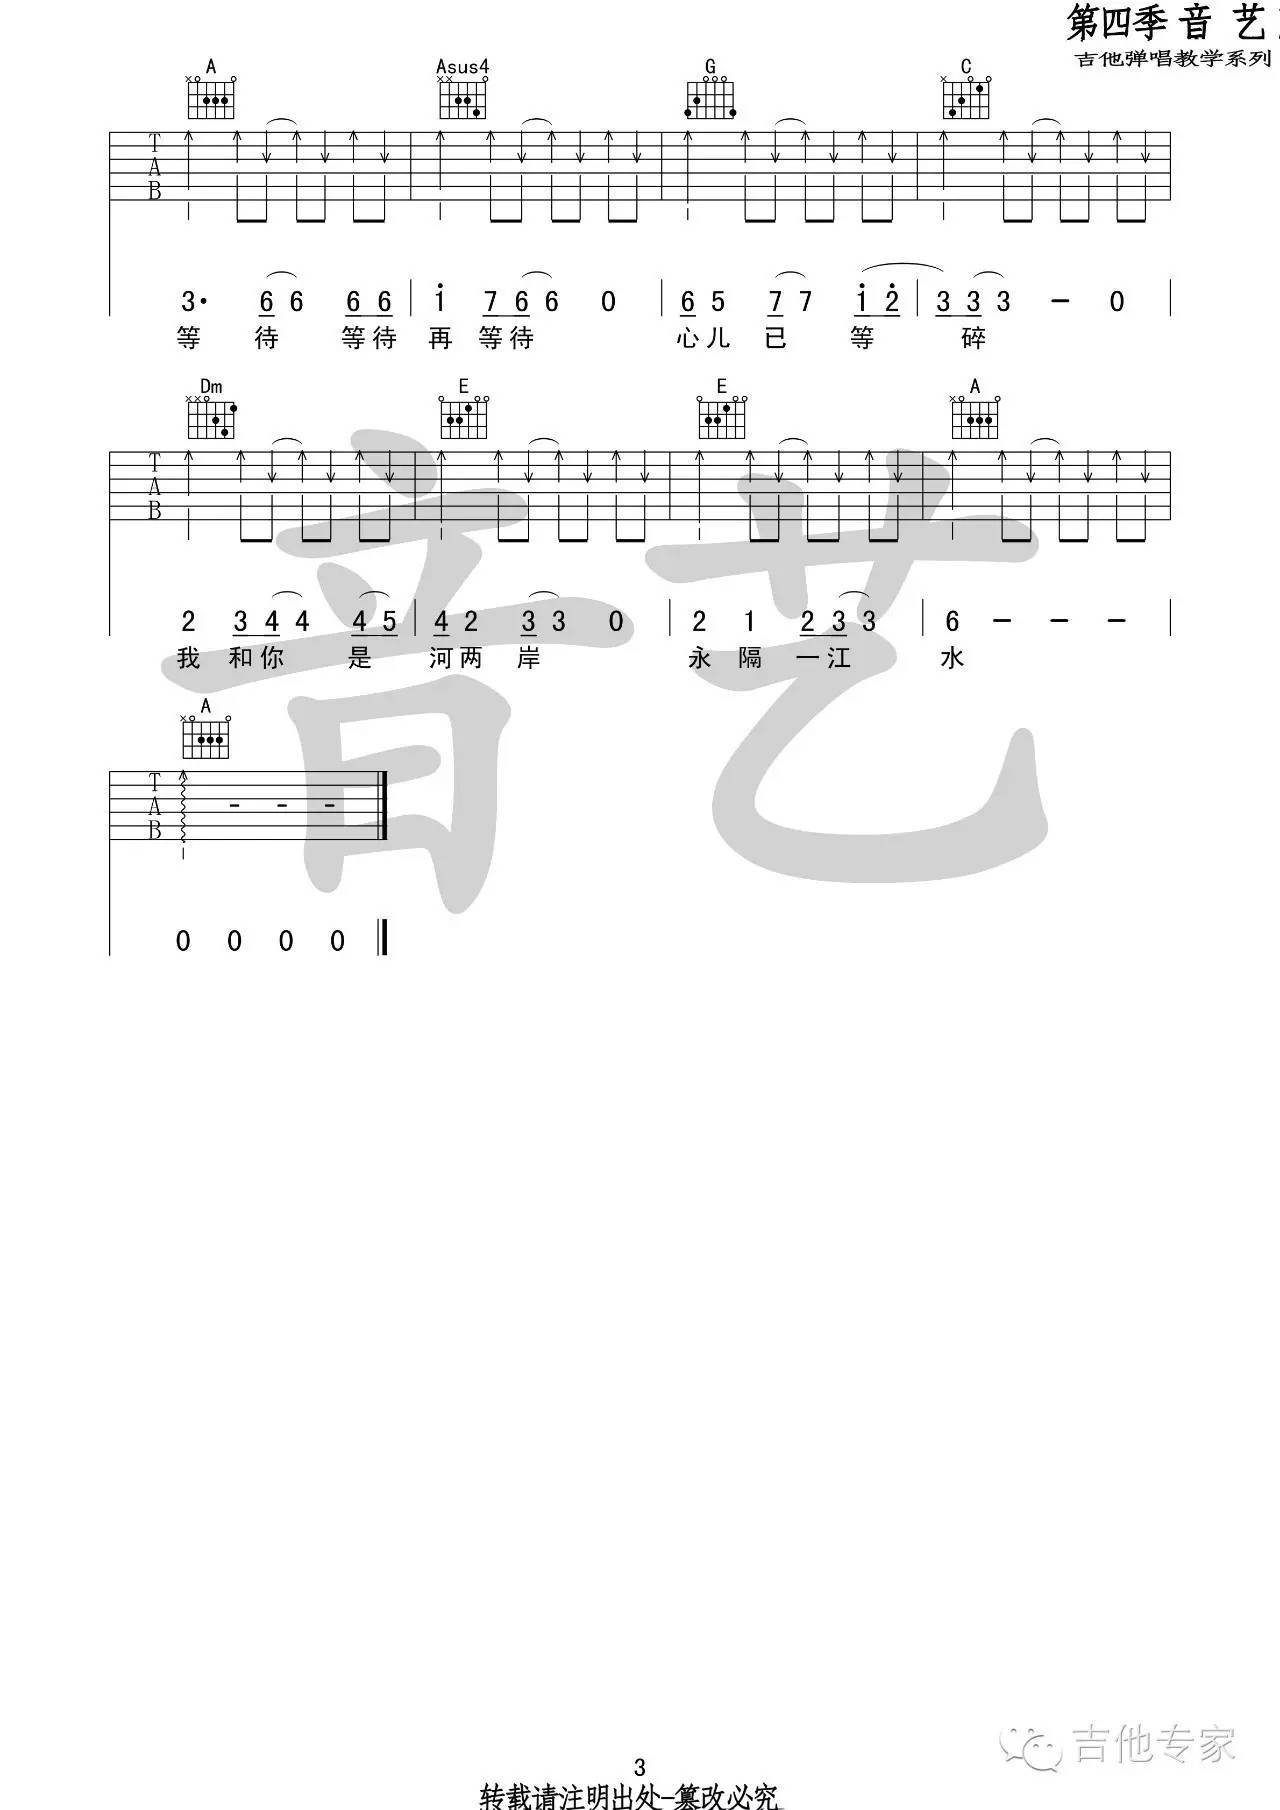 第四季 音 艺
吉他弹唱教学系列
A Asus4 G C
T
A
B
3· 6 6 6 6 1 7 6 6 0 6 5 7 7 1 2 3 3 3 - 0
等 待 等待 再 等待 心儿 已 等 碎
Dm E E A
T
A
B
2 3 4 4 4 5 4 2 3 3 0 2 1 2 3 3 6 - - -
我 和你 是 河两 岸 永 隔 一江 水
A
T
A
B
- - -
0 0 0 0
音艺
吉他专家
3
转载请注明出处-篡改必究